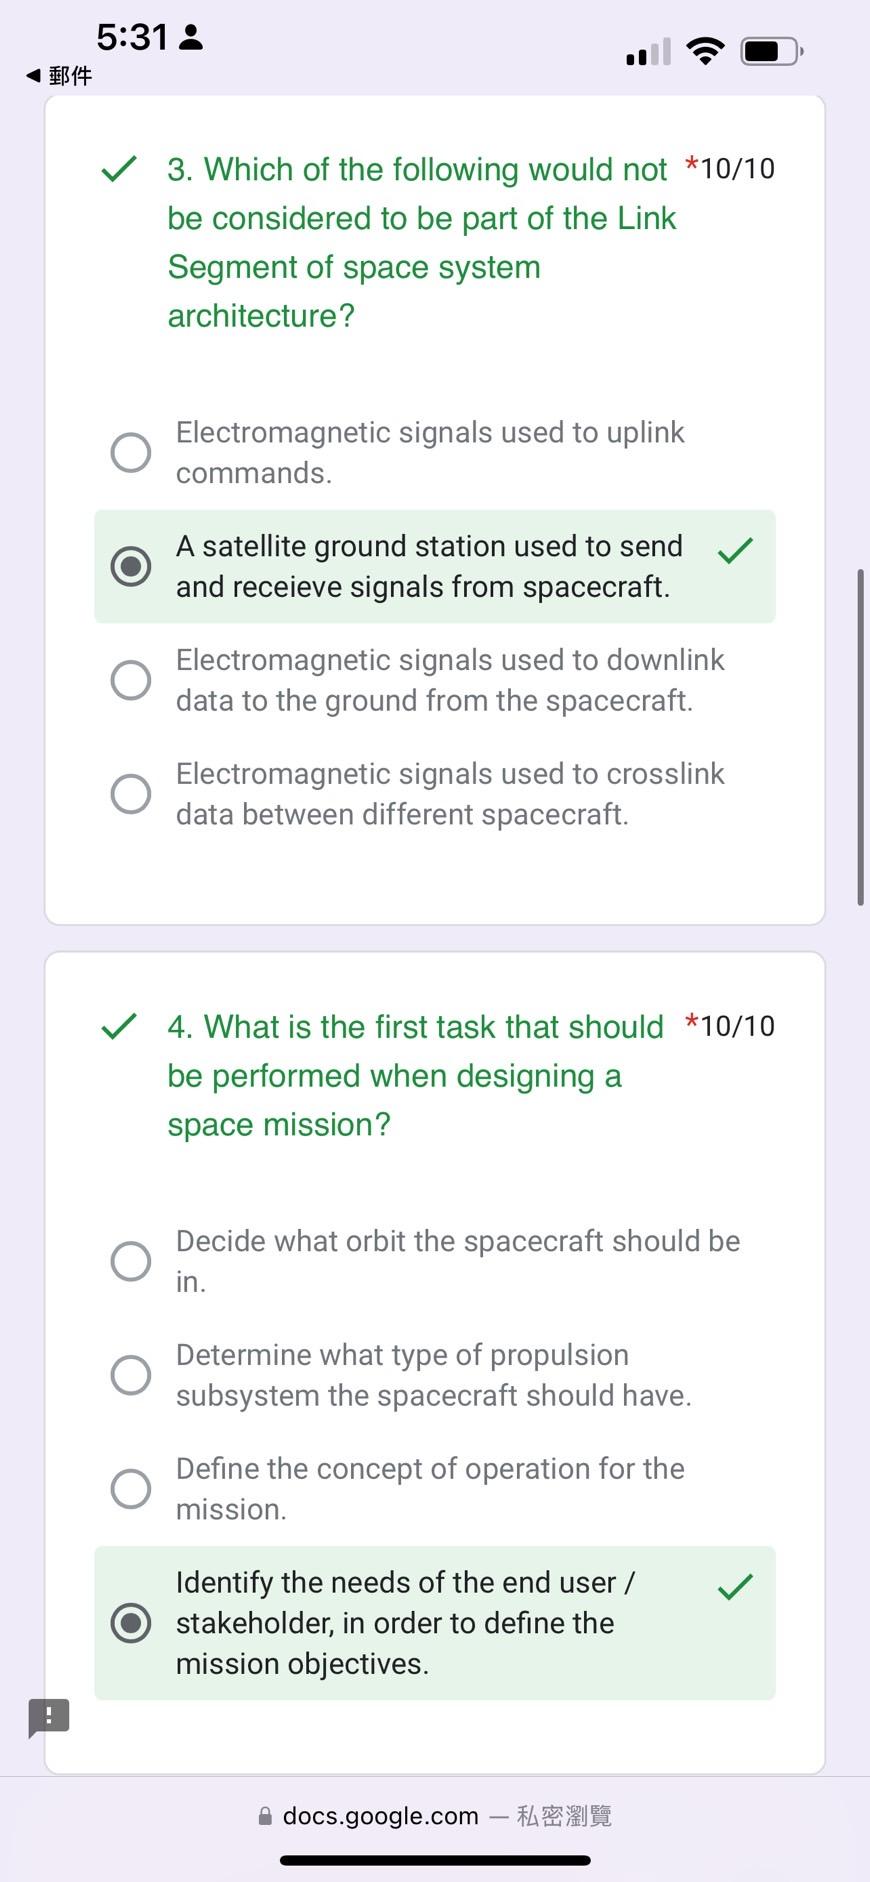 5:31
◀ 郵件
3. Which of the following would not *10/10
be considered to be part of the Link
Segment of space system
architecture?
Electromagnetic signals used to uplink
commands.
A satellite ground station used to send
and receieve signals from spacecraft.
Electromagnetic signals used to downlink
data to the ground from the spacecraft.
Electromagnetic signals used to crosslink
data between different spacecraft.
4. What is the first task that should *10/10
be performed when designing a
space mission?
Decide what orbit the spacecraft should be
in.
Determine what type of propulsion
subsystem the spacecraft should have.
Define the concept of operation for the
mission.
Identify the needs of the end user /
stakeholder, in order to define the
mission objectives.
docs.google.com — 私密瀏覽